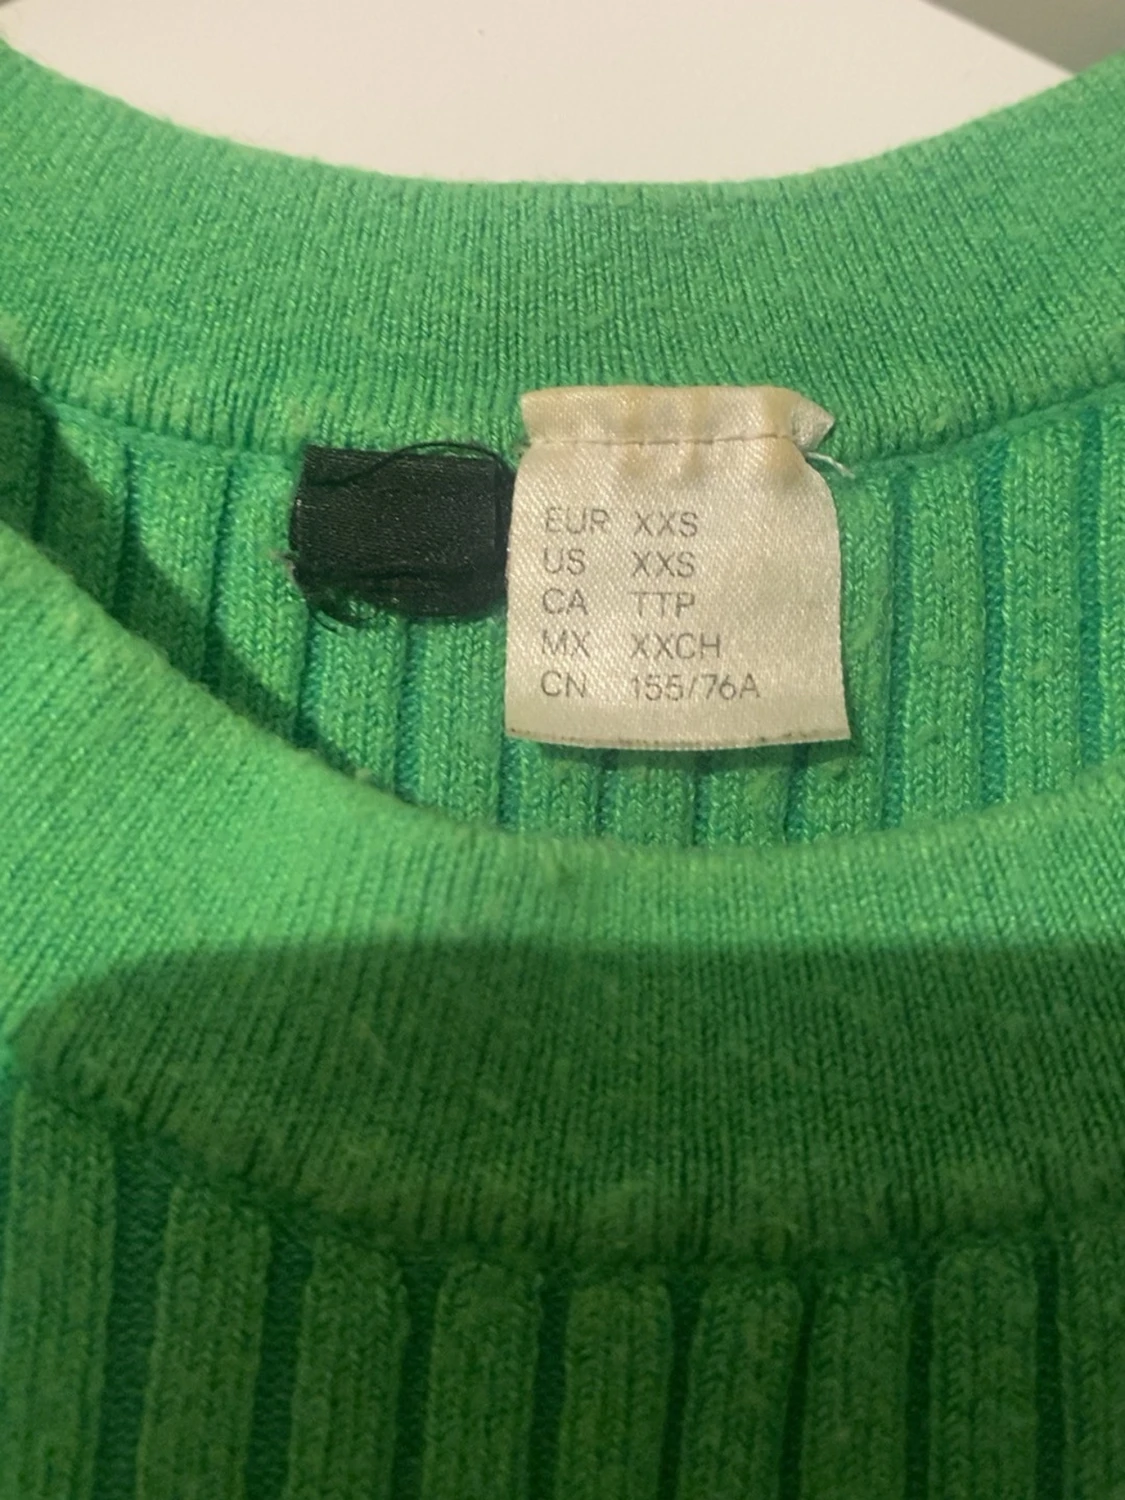 EUR XXS
US XXS
CA TTP
MX XXCH
CN 155/76A